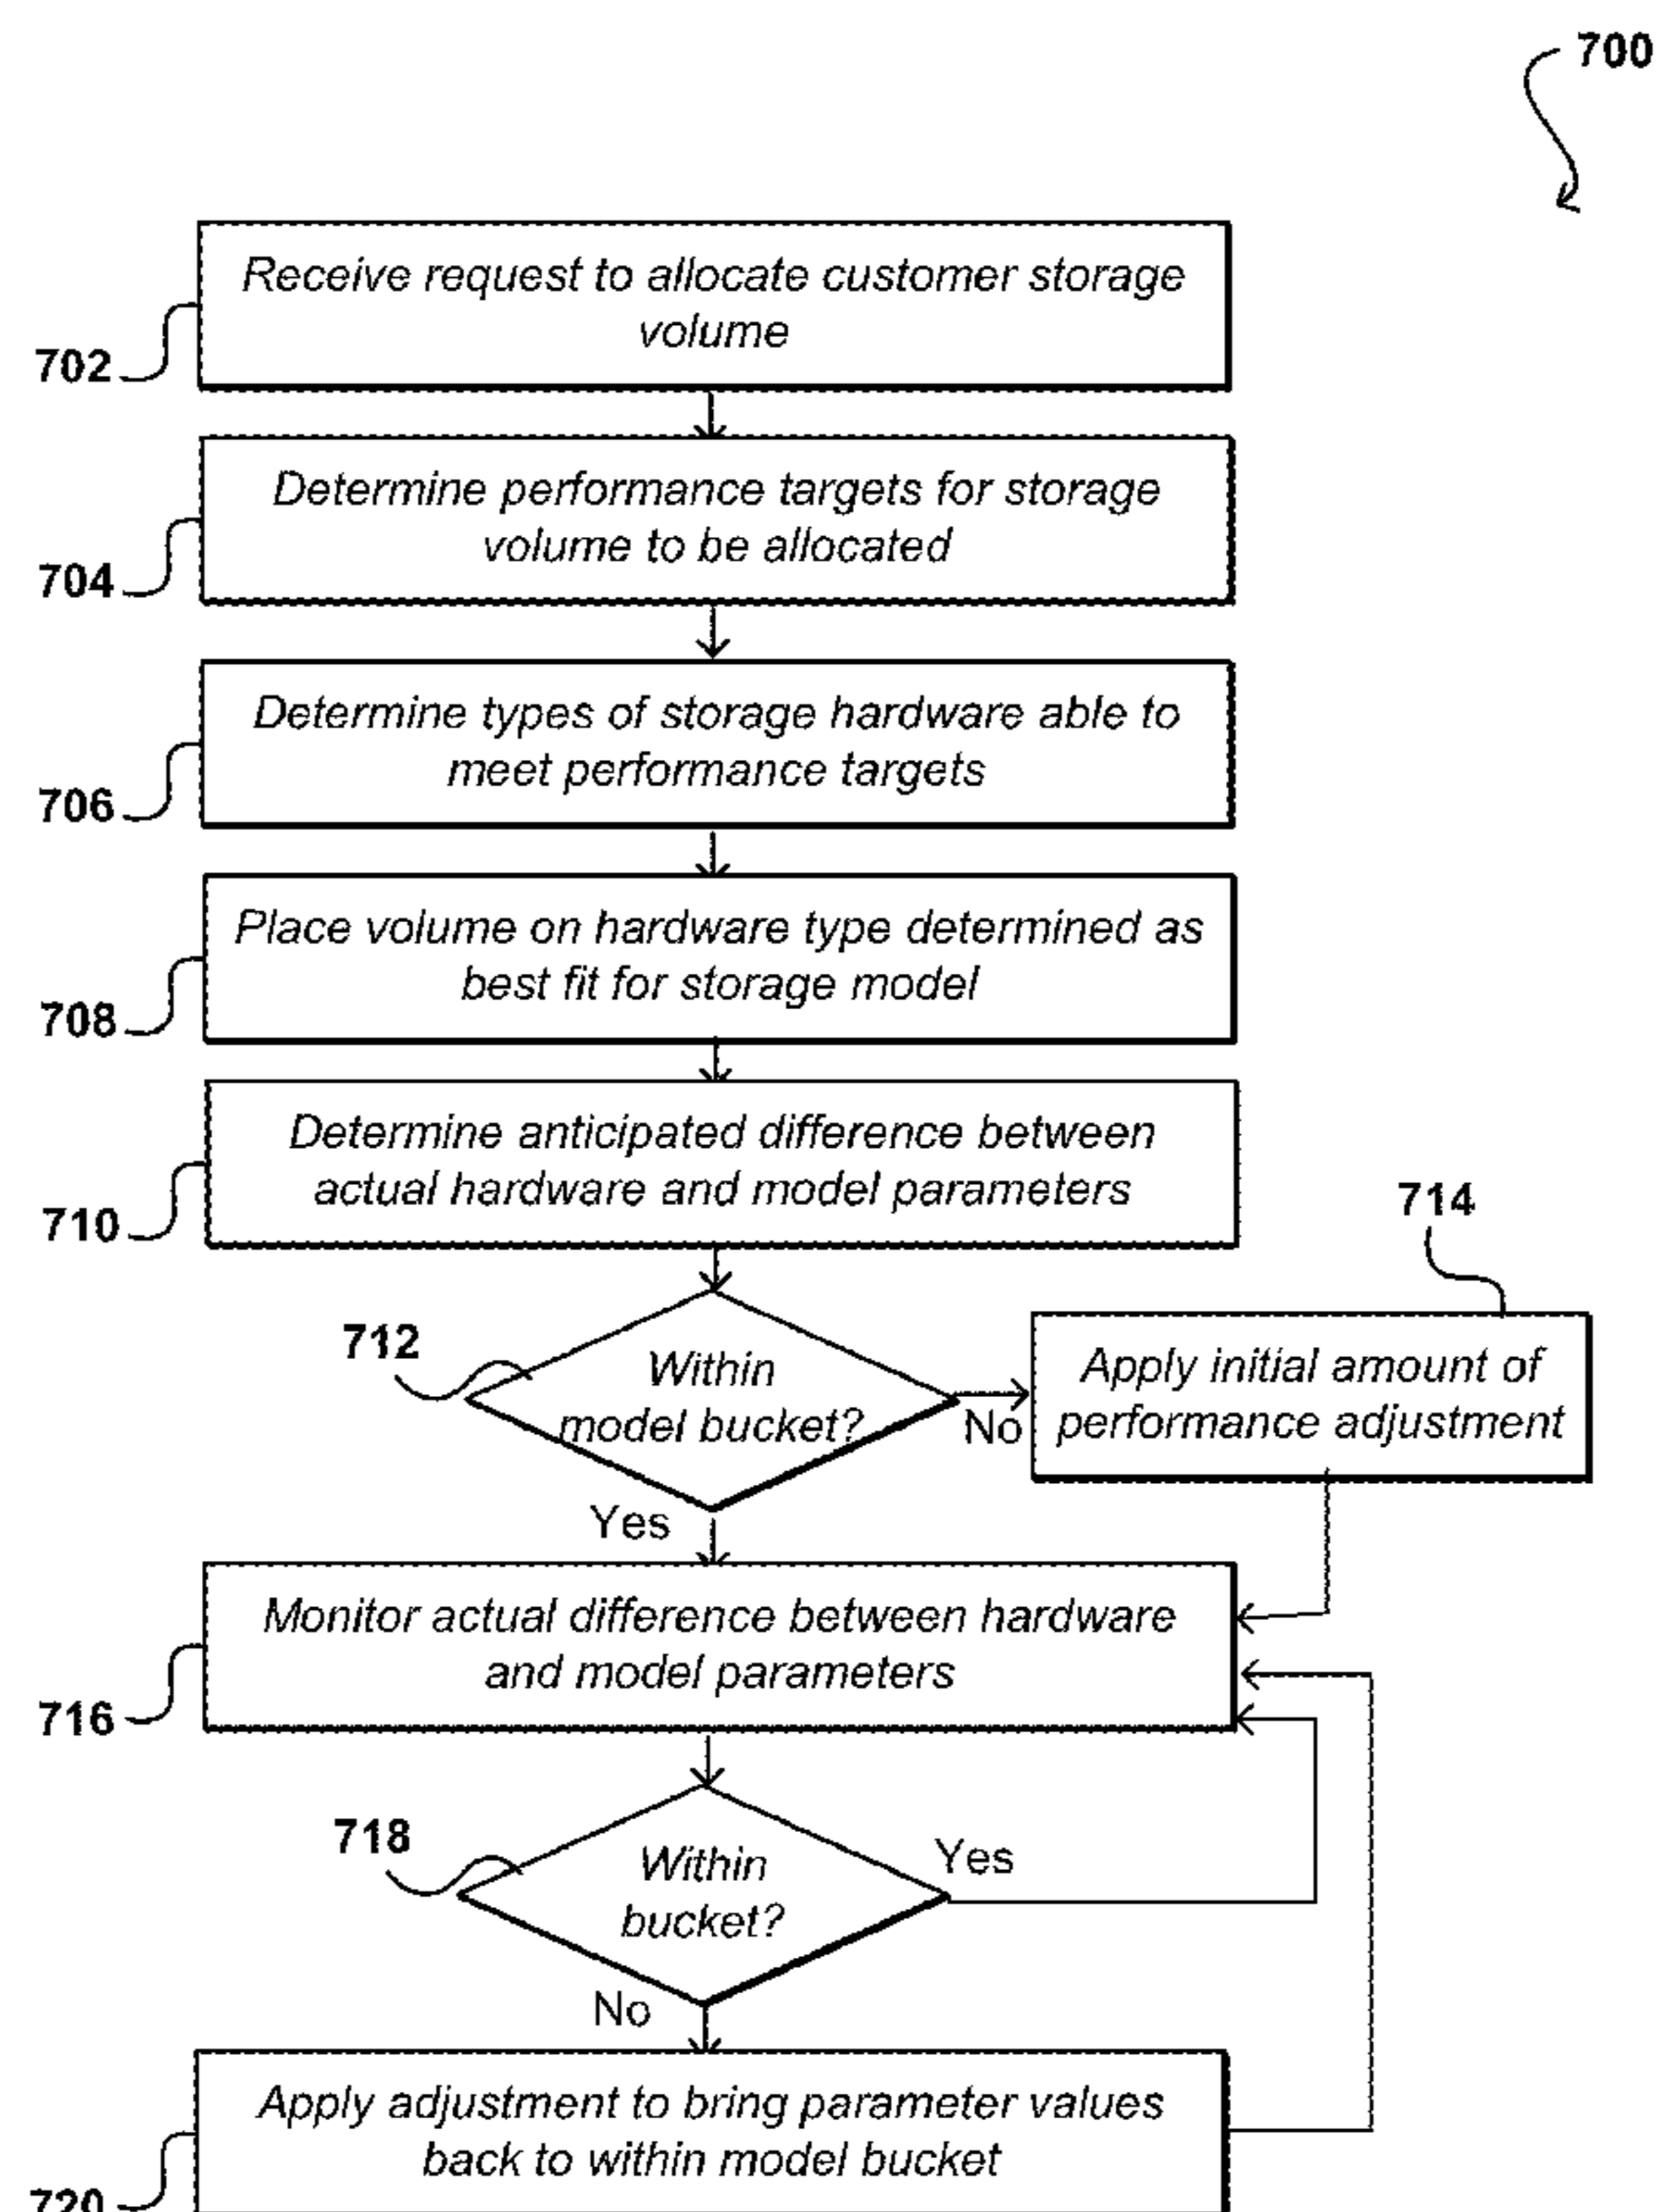 700
Receive request to allocate customer storage
volume
702
Determine performance targets for storage
volume to be allocated
704
Determine types of storage hardware able to
meet performance targets
706
Place volume on hardware type determined as
best fit for storage model
708
Determine anticipated difference between
actual hardware and model parameters
710
714
712
Within
model bucket?
No
Apply initial amount of
performance adjustment
Yes
Monitor actual difference between hardware
and model parameters
716
718
Within
bucket?
Yes
No
Apply adjustment to bring parameter values
back to within model bucket
720